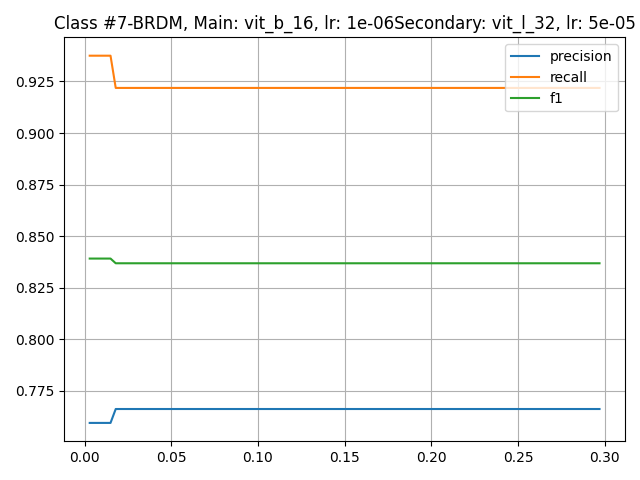 Class #7-BRDM, Main: vit_b_16, lr: 1e-06Secondary: vit_l_32, lr: 5e-05
precision
recall
f1
0.925
0.900
0.875
0.850
0.825
0.800
0.775
0.00 0.05 0.10 0.15 0.20 0.25 0.30